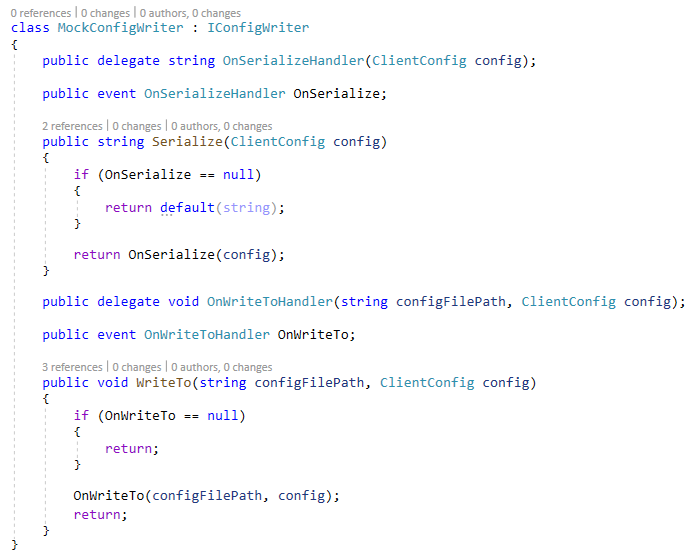 0 references | 0 changes | 0 authors, 0 changes
class MockConfigWriter : IConfigWriter
{
    public delegate string OnSerializeHandler(ClientConfig config);
    public event OnSerializeHandler OnSerialize;
    2 references | 0 changes | 0 authors, 0 changes
    public string Serialize(ClientConfig config)
    {
        if (OnSerialize == null)
        {
            return default(string);
        }
        return OnSerialize(config);
    }
    public delegate void OnWriteToHandler(string configFilePath, ClientConfig config);
    public event OnWriteToHandler OnWriteTo;
    3 references | 0 changes | 0 authors, 0 changes
    public void WriteTo(string configFilePath, ClientConfig config)
    {
        if (OnWriteTo == null)
        {
            return;
        }
        OnWriteTo(configFilePath, config);
        return;
    }
}